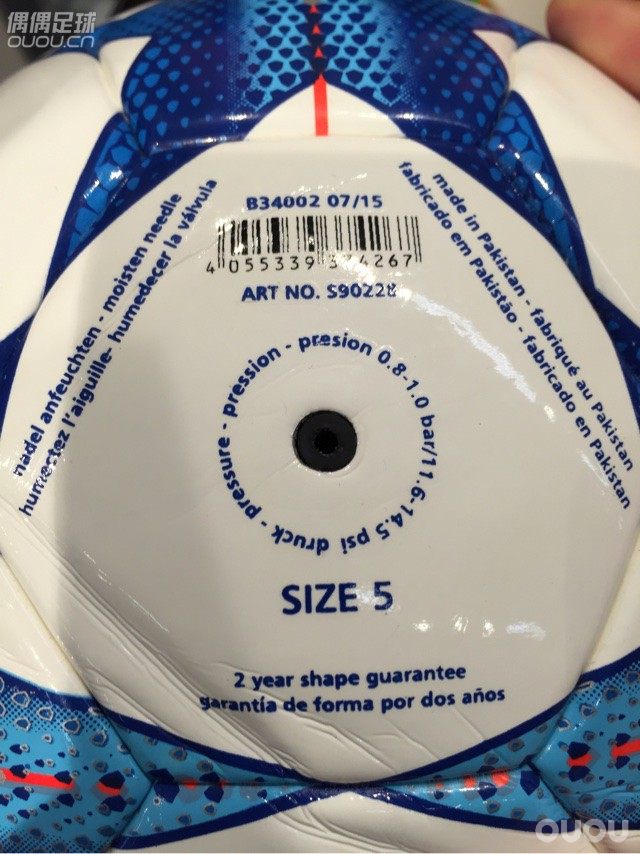 偶偶足球
OUOU.CN
B34002 07/15
4 055339 374267
ART NO. S90228
nadel anfeuchten - moisten needle
humectez l'aiguille- humedecer la válvula
made in Pakistan - fabriqué au Pakistan
fabricado em Pakistão - fabricado en Pakistan
druck - pressure - pression - presión 0.8-1.0 bar/11.6-14.5 psi
SIZE 5
2 year shape guarantee
garantía de forma por dos años
OUOU